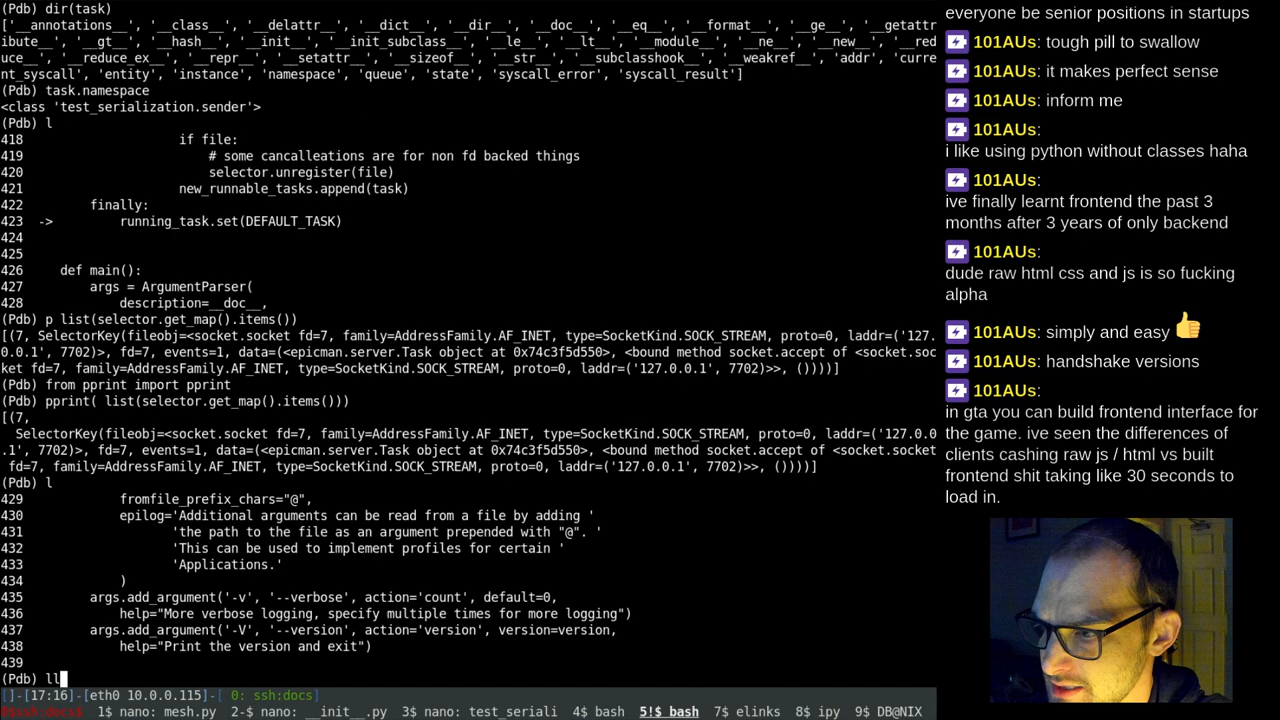 (Pdb) dir(task)
['__annotations__', '__class__', '__delattr__', '__dict__', '__dir__', '__doc__', '__eq__', '__format__', '__ge__', '__getattr
ibute__', '__gt__', '__hash__', '__init__', '__init_subclass__', '__le__', '__lt__', '__module__', '__ne__', '__new__', '__red
uce__', '__reduce_ex__', '__repr__', '__setattr__', '__sizeof__', '__str__', '__subclasshook__', '__weakref__', 'addr', 'curre
nt_syscall', 'entity', 'instance', 'namespace', 'queue', 'state', 'syscall_error', 'syscall_result']
(Pdb) task.namespace
<class 'test_serialization.sender'>
(Pdb) l
418                     if file:
419                         # some cancalleations are for non fd backed things
420                         selector.unregister(file)
421                     new_runnable_tasks.append(task)
422         finally:
423  ->         running_task.set(DEFAULT_TASK)
424
425
426     def main():
427         args = ArgumentParser(
428             description=__doc__,
(Pdb) p list(selector.get_map().items())
[(7, SelectorKey(fileobj=<socket.socket fd=7, family=AddressFamily.AF_INET, type=SocketKind.SOCK_STREAM, proto=0, laddr=('127.
0.0.1', 7702)>, fd=7, events=1, data=(<epicman.server.Task object at 0x74c3f5d550>, <bound method socket.accept of <socket.soc
ket fd=7, family=AddressFamily.AF_INET, type=SocketKind.SOCK_STREAM, proto=0, laddr=('127.0.0.1', 7702)>>, ())))]
(Pdb) from pprint import pprint
(Pdb) pprint( list(selector.get_map().items()))
[(7,
  SelectorKey(fileobj=<socket.socket fd=7, family=AddressFamily.AF_INET, type=SocketKind.SOCK_STREAM, proto=0, laddr=('127.0.0
.1', 7702)>, fd=7, events=1, data=(<epicman.server.Task object at 0x74c3f5d550>, <bound method socket.accept of <socket.socket
 fd=7, family=AddressFamily.AF_INET, type=SocketKind.SOCK_STREAM, proto=0, laddr=('127.0.0.1', 7702)>>, ())))]
(Pdb) l
429             fromfile_prefix_chars="@",
430             epilog='Additional arguments can be read from a file by adding '
431                    'the path to the file as an argument prepended with "@". '
432                    'This can be used to implement profiles for certain '
433                    'Applications.'
434             )
435         args.add_argument('-v', '--verbose', action='count', default=0,
436             help="More verbose logging, specify multiple times for more logging")
437         args.add_argument('-V', '--version', action='version', version=version,
438             help="Print the version and exit")
439
(Pdb) ll
[]-[17:16]-[eth0 10.0.0.115]-[ 0: ssh:docs]
0$ssh:docs  1$ nano: mesh.py  2-$ nano: __init__.py  3$ nano: test_seriali  4$ bash  5!$ bash  7$ elinks  8$ ipy  9$ DB@NIX
everyone be senior positions in startups
101AUs: tough pill to swallow
101AUs: it makes perfect sense
101AUs: inform me
101AUs:
i like using python without classes haha
101AUs:
ive finally learnt frontend the past 3
months after 3 years of only backend
101AUs:
dude raw html css and js is so fucking
alpha
101AUs: simply and easy 👍
101AUs: handshake versions
101AUs:
in gta you can build frontend interface for
the game. ive seen the differences of
clients cashing raw js / html vs built
frontend shit taking like 30 seconds to
load in.